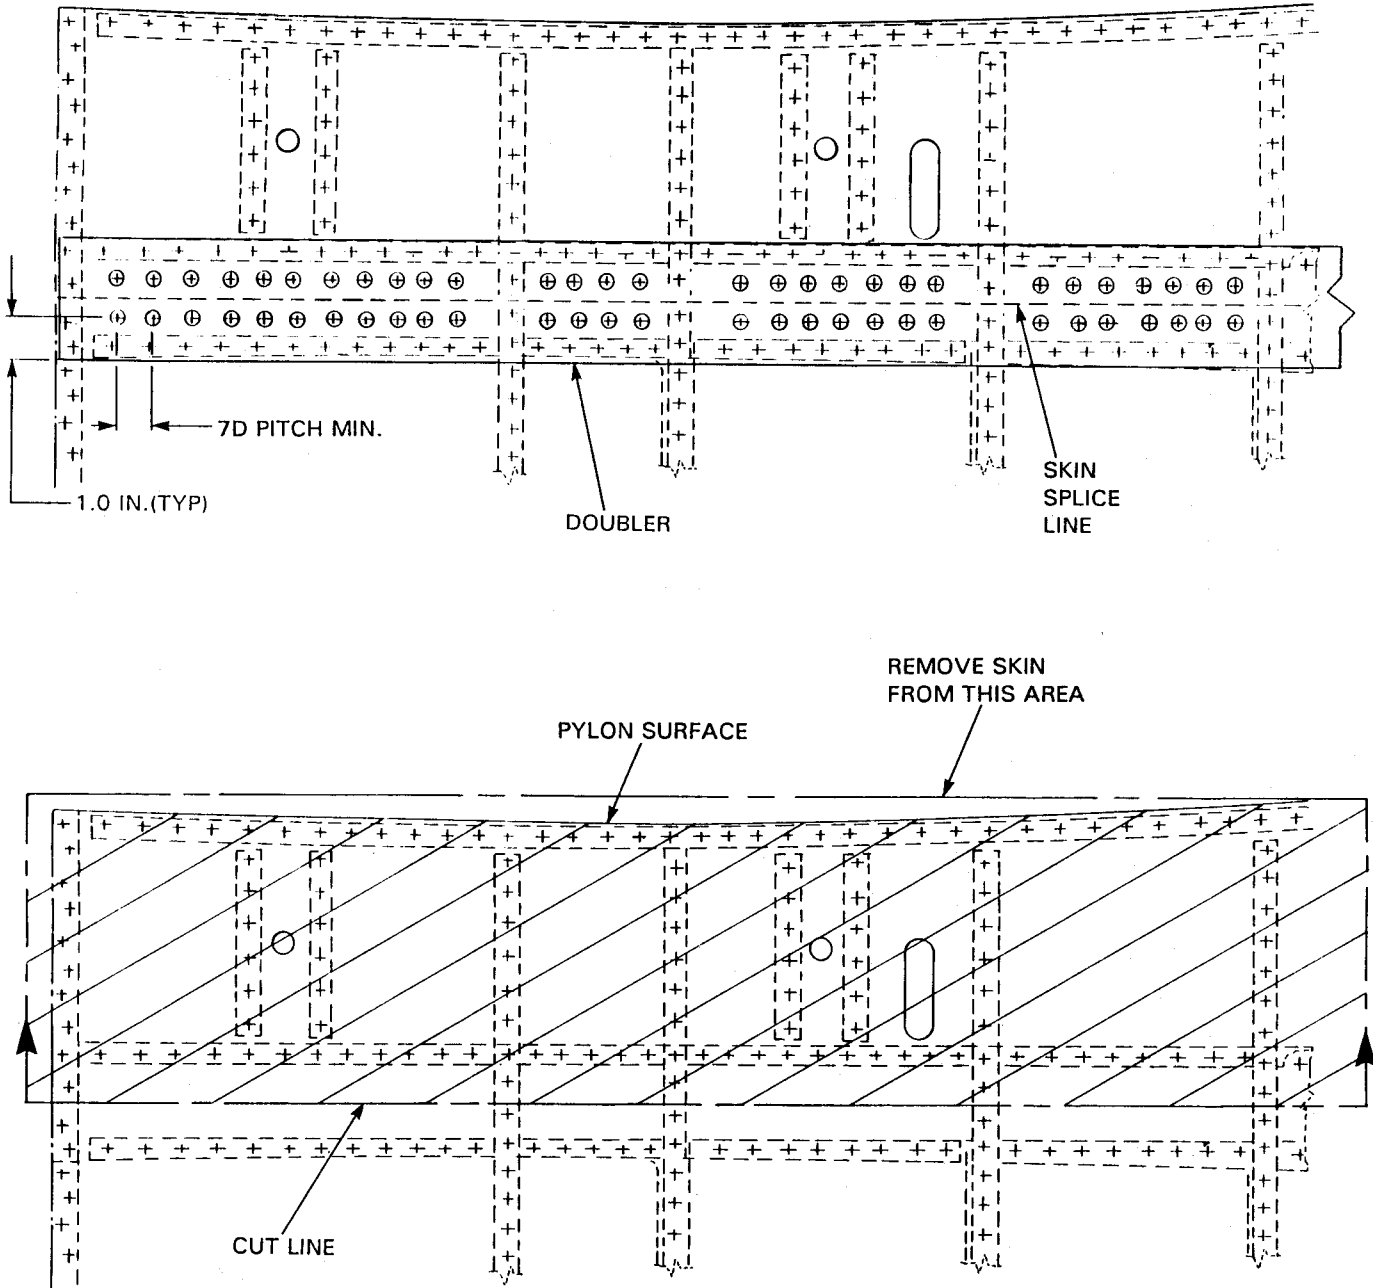 7D PITCH MIN.
1.0 IN.(TYP)
DOUBLER
SKIN
SPLICE
LINE
REMOVE SKIN
FROM THIS AREA
PYLON SURFACE
CUT LINE